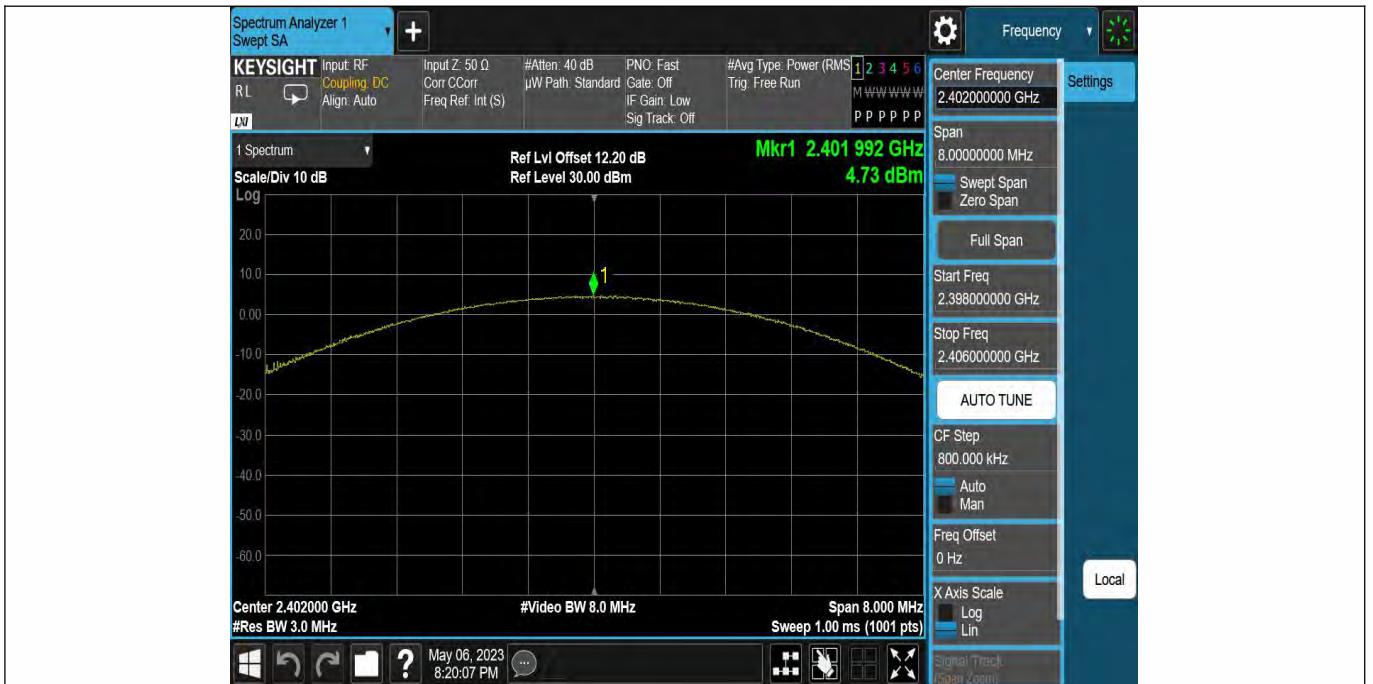 Spectrum Analyzer 1
Swept SA
+
Frequency
KEYSIGHT
RL
LXI
Input: RF
Coupling: DC
Align: Auto
Input Z: 50 Ω
Corr CCorr
Freq Ref: Int (S)
#Atten: 40 dB
µW Path: Standard
PNO: Fast
Gate: Off
IF Gain: Low
Sig Track: Off
#Avg Type: Power (RMS
Trig: Free Run
1 2 3 4 5 6
M W W W W W
P P P P P P
1 Spectrum
Scale/Div 10 dB
Ref Lvl Offset 12.20 dB
Ref Level 30.00 dBm
Mkr1 2.401 992 GHz
4.73 dBm
Log
20.0
10.0
0.00
-10.0
-20.0
-30.0
-40.0
-50.0
-60.0
1
Center 2.402000 GHz
#Res BW 3.0 MHz
#Video BW 8.0 MHz
Span 8.000 MHz
Sweep 1.00 ms (1001 pts)
Center Frequency
2.402000000 GHz
Settings
Span
8.00000000 MHz
Swept Span
Zero Span
Full Span
Start Freq
2.398000000 GHz
Stop Freq
2.406000000 GHz
AUTO TUNE
CF Step
800.000 kHz
Auto
Man
Freq Offset
0 Hz
X Axis Scale
Log
Lin
Signal Track
(Span Zoom)
Local
?
May 06, 2023
8:20:07 PM